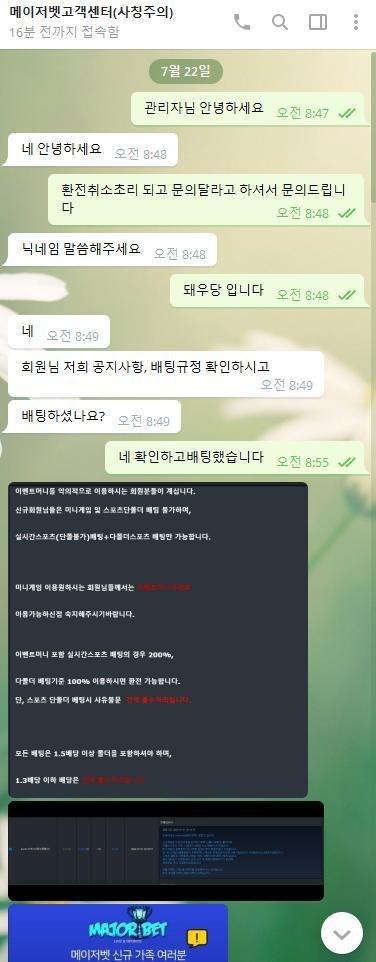 메이저벳고객센터(사칭주의)
16분 전까지 접속함
7월 22일
관리자님 안녕하세요 오전 8:47
네 안녕하세요 오전 8:48
환전취소초리 되고 문의달라고 하셔서 문의드립니
다 오전 8:48
닉네임 말씀해주세요 오전 8:48
돼우당 입니다 오전 8:48
네 오전 8:49
회원님 저희 공지사항, 배팅규정 확인하시고
오전 8:49
배팅하셨나요? 오전 8:49
네 확인하고배팅했습니다 오전 8:55
이벤트머니를 악의적으로 이용하시는 회원분들이 계십니다.
신규회원님들은 미니게임 및 스포츠단폴더 배팅 불가하며,
실시간스포츠(단폴불가)배팅+다폴더스포츠 배팅만 가능합니다.
미니게임 이용원하시는 회원님들께서는
이용가능하신점 숙지해주시기바랍니다.
이벤트머니 포함 실시간스포츠 배팅의 경우 200%,
다폴더 배팅기준 100% 이용하시면 환전 가능합니다.
단, 스포츠 단폴더 배팅시 사유불문 전액 몰수처리됩니다.
모든 배팅은 1.5배당 이상 폴더를 포함하셔야 하며,
1.3배당 이하 배당은
MAJOR BET
LIVE & SPORTS
메이저벳 신규 가족 여러분